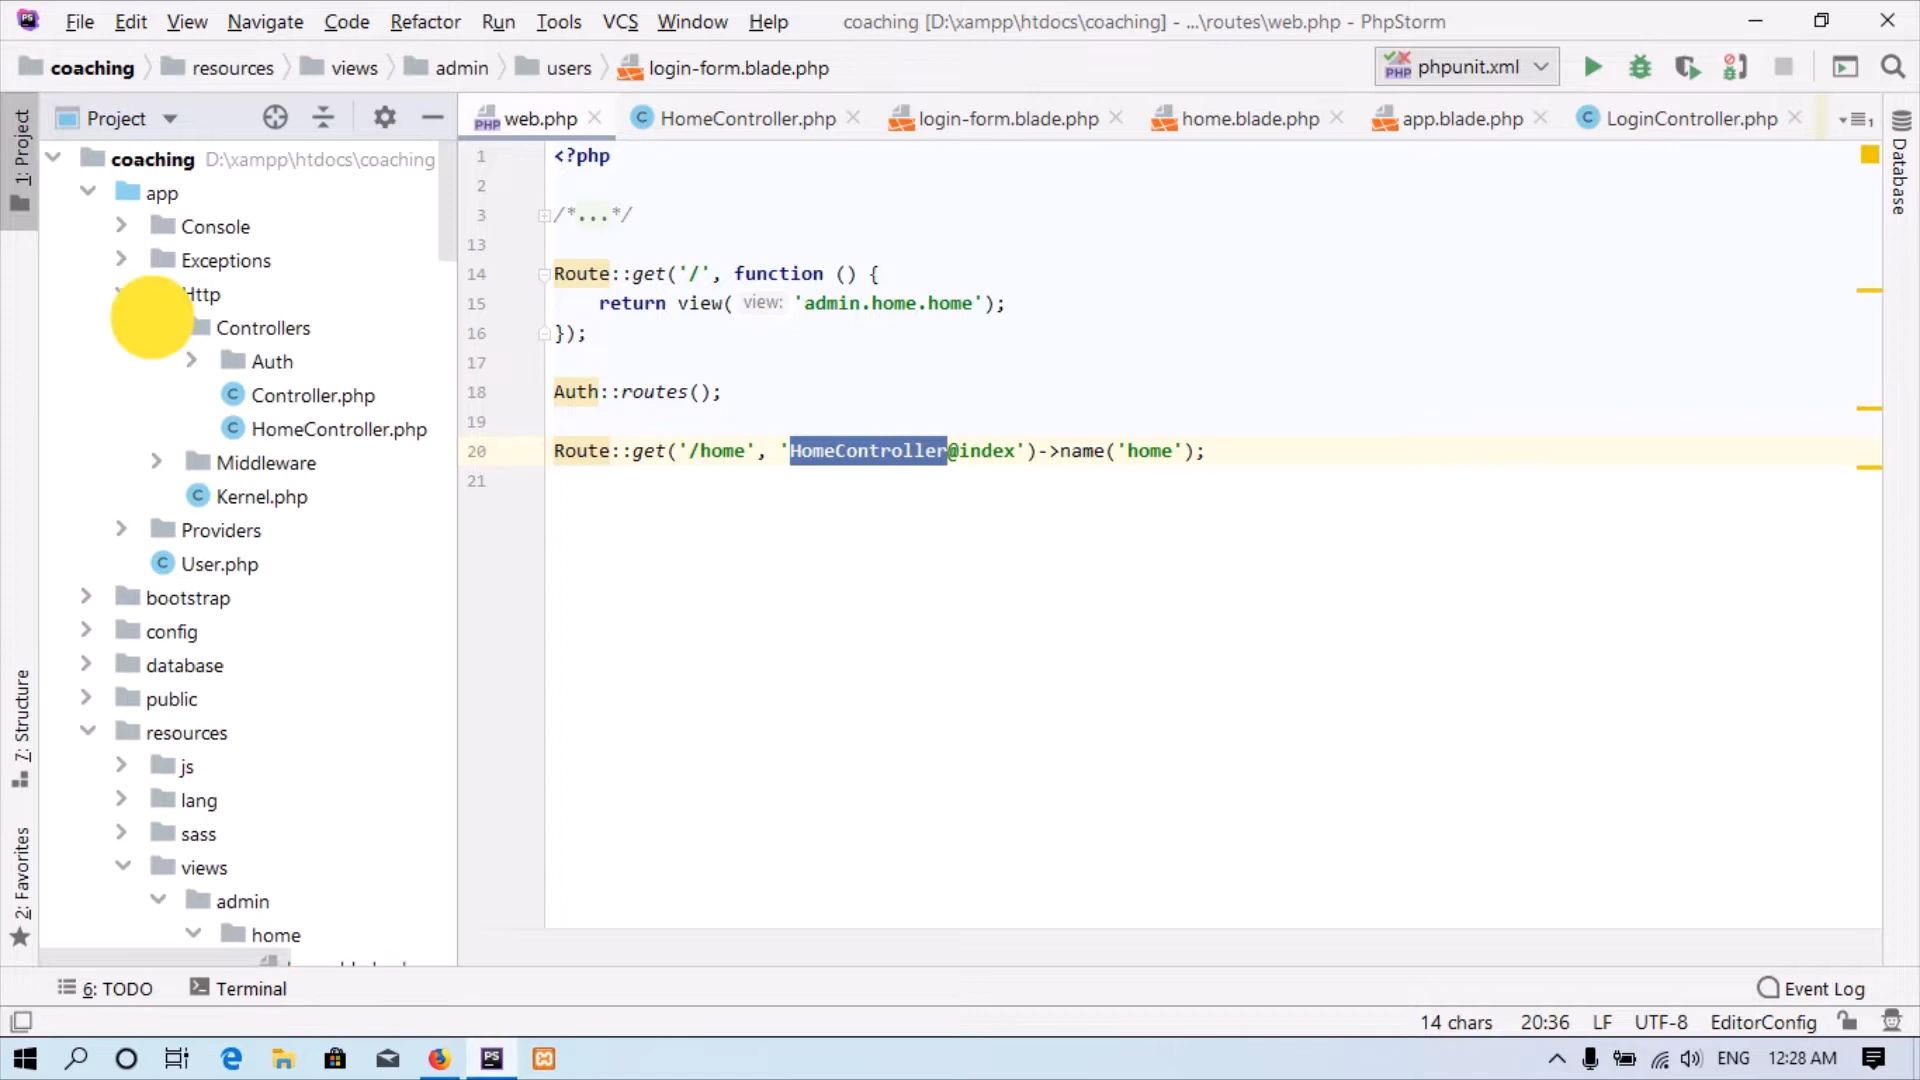 File Edit View Navigate Code Refactor Run Tools VCS Window Help coaching [D:\xampp\htdocs\coaching] - ...\routes\web.php - PhpStorm
coaching resources views admin users login-form.blade.php phpunit.xml
Project web.php HomeController.php login-form.blade.php home.blade.php app.blade.php LoginController.php
1: Project
7: Structure
2: Favorites
Database
coaching D:\xampp\htdocs\coaching
app
Console
Exceptions
Http
Controllers
Auth
Controller.php
HomeController.php
Middleware
Kernel.php
Providers
User.php
bootstrap
config
database
public
resources
js
lang
sass
views
admin
home
1 <?php
2
3 /*...*/
13
14 Route::get('/', function () {
15 return view( view: 'admin.home.home');
16 });
17
18 Auth::routes();
19
20 Route::get('/home', 'HomeController@index')->name('home');
21
6: TODO Terminal Event Log
14 chars 20:36 LF UTF-8 EditorConfig
ENG 12:28 AM